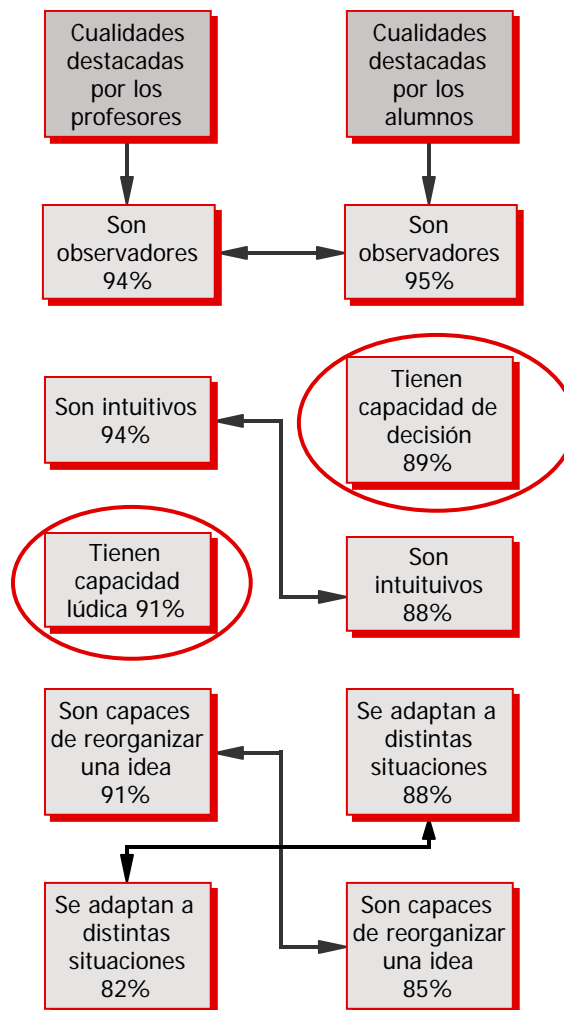 Cualidades
destacadas
por los
profesores
Cualidades
destacadas
por los
alumnos
Son
observadores
94%
Son
observadores
95%
Son intuitivos
94%
Tienen
capacidad de
decisión
89%
Tienen
capacidad
lúdica 91%
Son
intuituivos
88%
Son capaces
de reorganizar
una idea
91%
Se adaptan a
distintas
situaciones
88%
Se adaptan a
distintas
situaciones
82%
Son capaces
de reorganizar
una idea
85%